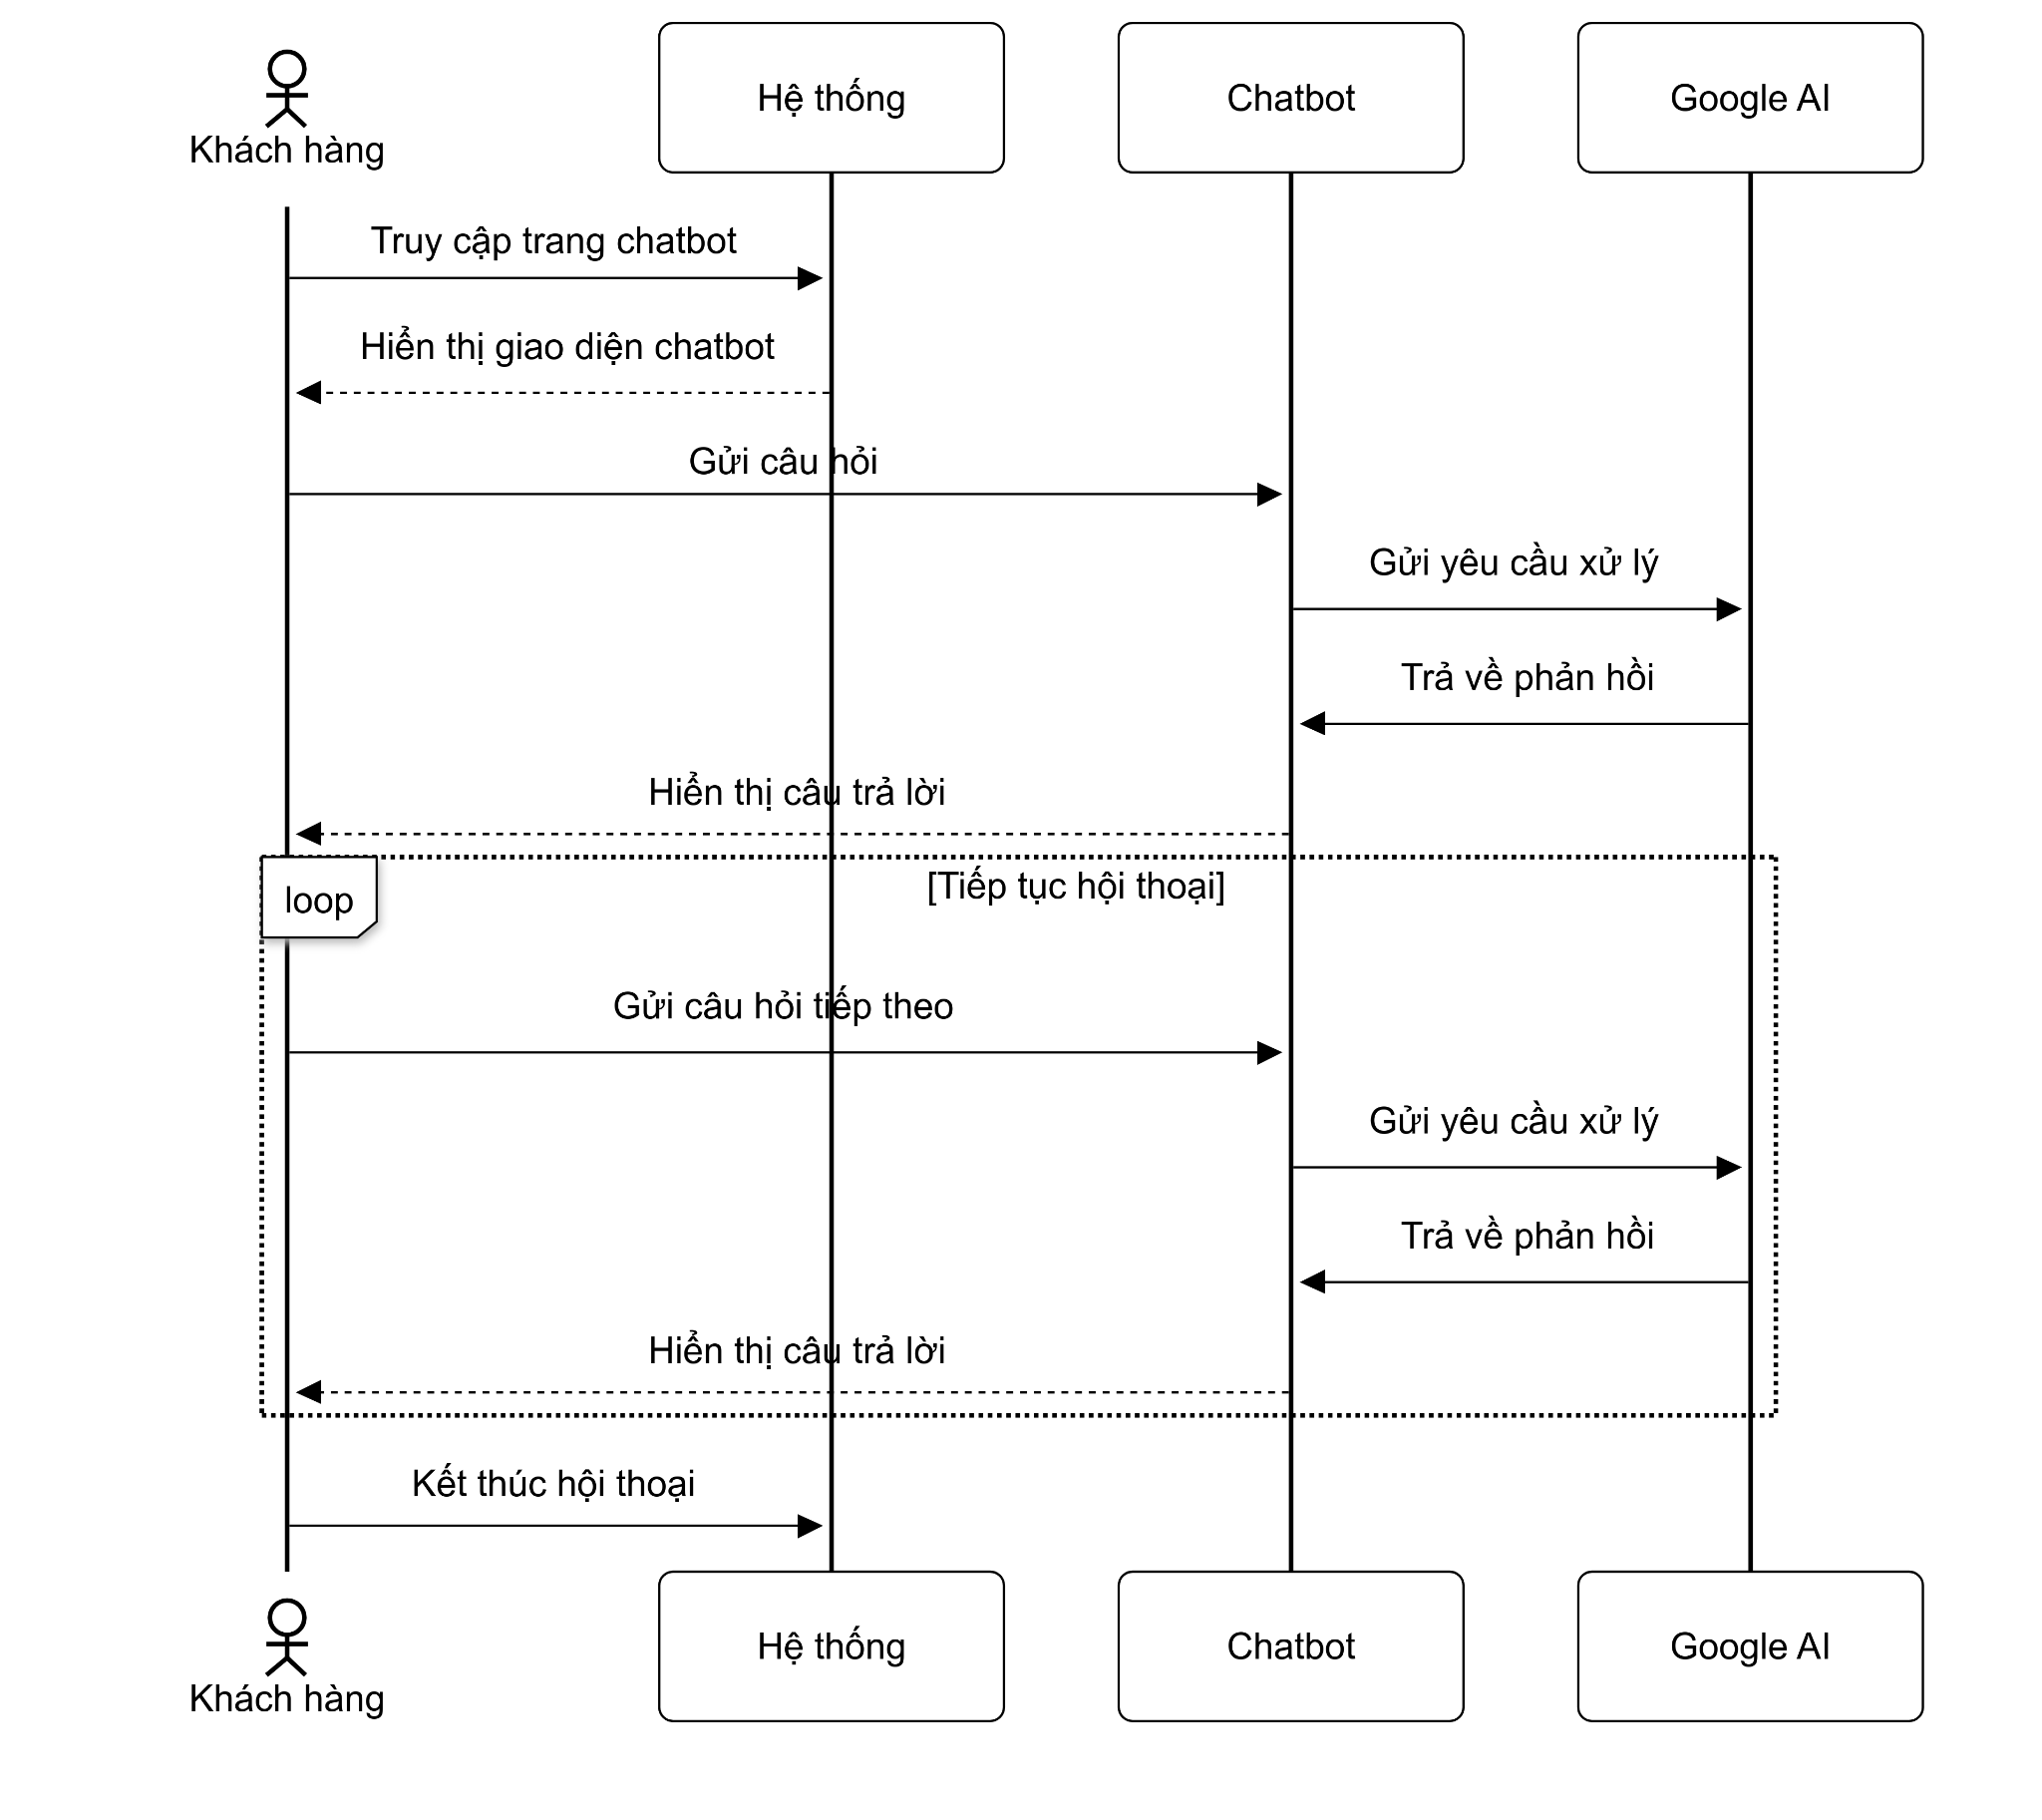 Khách hàng
Hệ thống
Chatbot
Google AI
Truy cập trang chatbot
Hiển thị giao diện chatbot
Gửi câu hỏi
Gửi yêu cầu xử lý
Trả về phản hồi
Hiển thị câu trả lời
loop
[Tiếp tục hội thoại]
Gửi câu hỏi tiếp theo
Gửi yêu cầu xử lý
Trả về phản hồi
Hiển thị câu trả lời
Kết thúc hội thoại
Khách hàng
Hệ thống
Chatbot
Google AI